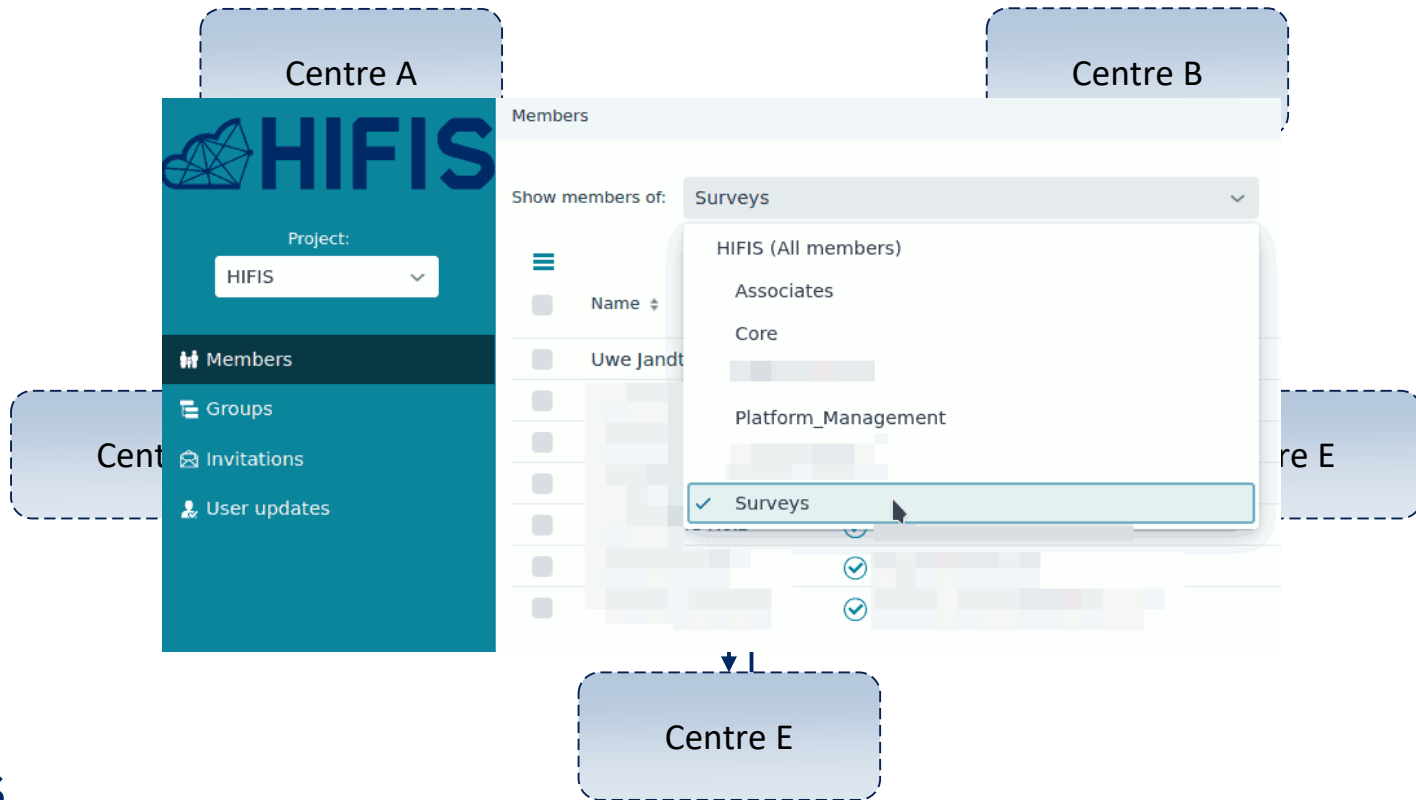 Centre A
Centre B
HIFIS
Members
Show members of:
Surveys
Project:
HIFIS
HIFIS (All members)
Associates
Name
Core
Members
Uwe Jandt
Groups
Platform_Management
Cent
Invitations
re E
Surveys
User updates
Centre E